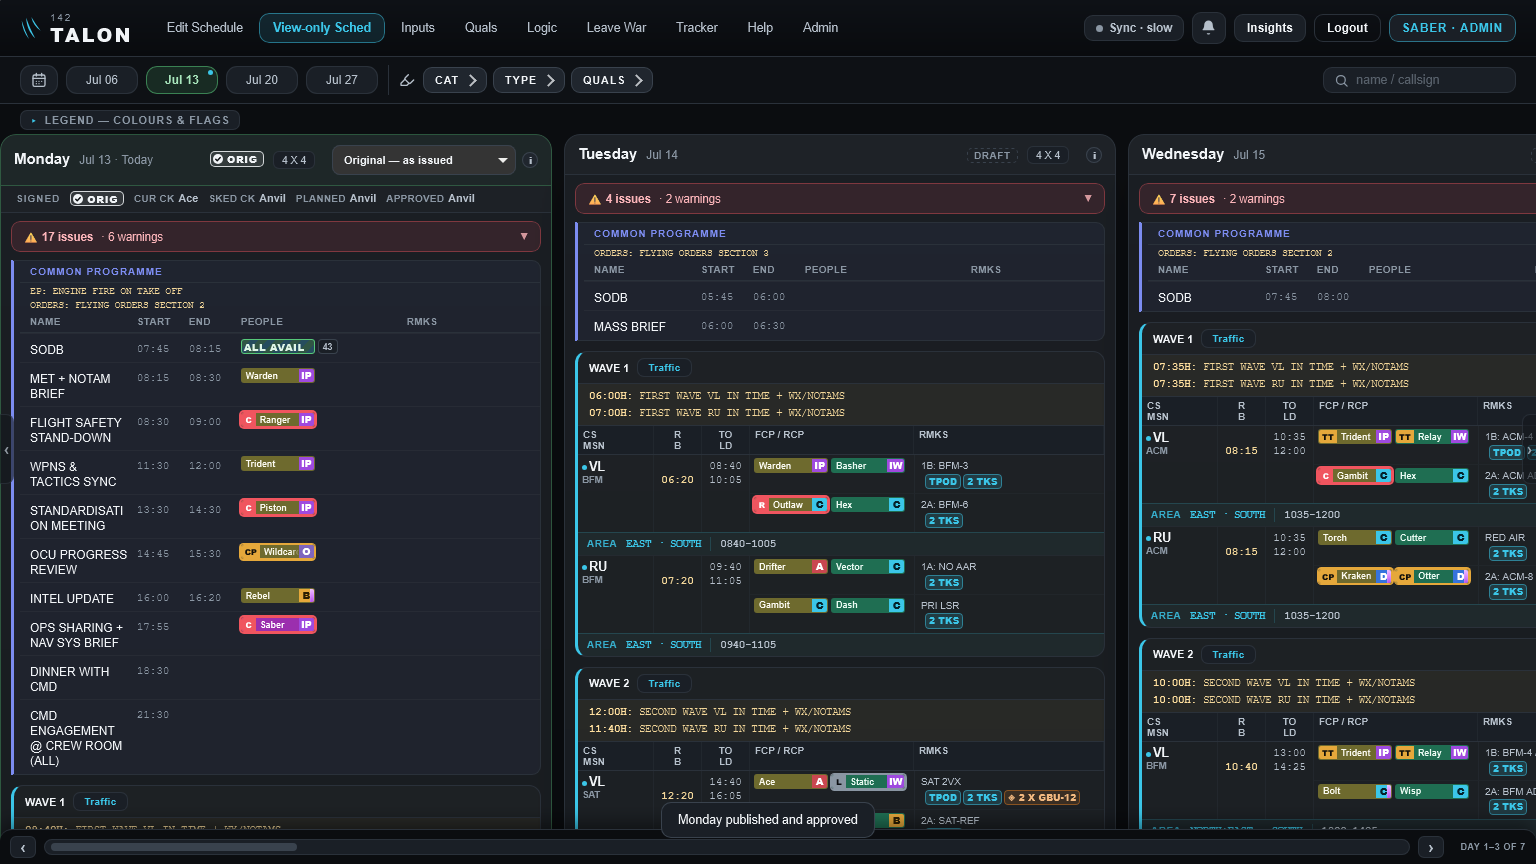 142
TALON
Edit Schedule
View-only Sched
Inputs
Quals
Logic
Leave War
Tracker
Help
Admin
Sync · slow
Insights
Logout
SABER · ADMIN
Jul 06
Jul 13
Jul 20
Jul 27
CAT
TYPE
QUALS
name / callsign
LEGEND — COLOURS & FLAGS
Monday Jul 13 · Today
ORIG
4 X 4
Original — as issued
SIGNED ORIG CUR CK Ace SKED CK Anvil PLANNED Anvil APPROVED Anvil
17 issues · 6 warnings
COMMON PROGRAMME
EP: ENGINE FIRE ON TAKE OFF
ORDERS: FLYING ORDERS SECTION 2
NAME START END PEOPLE RMKS
SODB 07:45 08:15 ALL AVAIL 43
MET + NOTAM BRIEF 08:15 08:30 Warden IP
FLIGHT SAFETY STAND-DOWN 08:30 09:00 C Ranger IP
WPNS & TACTICS SYNC 11:30 12:00 Trident IP
STANDARDISATI
ON MEETING 13:30 14:30 C Piston IP
OCU PROGRESS REVIEW 14:45 15:30 CP Wildcar O
INTEL UPDATE 16:00 16:20 Rebel B
OPS SHARING + NAV SYS BRIEF 17:55 C Saber IP
DINNER WITH CMD 18:30
CMD ENGAGEMENT @ CREW ROOM (ALL) 21:30
WAVE 1 Traffic
Tuesday Jul 14
DRAFT
4 X 4
4 issues · 2 warnings
COMMON PROGRAMME
ORDERS: FLYING ORDERS SECTION 3
NAME START END PEOPLE RMKS
SODB 05:45 06:00
MASS BRIEF 06:00 06:30
WAVE 1 Traffic
06:00H: FIRST WAVE VL IN TIME + WX/NOTAMS
07:00H: FIRST WAVE RU IN TIME + WX/NOTAMS
CS MSN R B TO LD FCP / RCP RMKS
VL BFM 06:20 08:40 10:05 Warden IP Basher IW 1B: BFM-3 TPOD 2 TKS
R Outlaw C Hex C 2A: BFM-6 2 TKS
AREA EAST · SOUTH 0840-1005
RU BFM 07:20 09:40 11:05 Drifter A Vector C 1A: NO AAR 2 TKS
Gambit C Dash C PRI LSR 2 TKS
AREA EAST · SOUTH 0940-1105
WAVE 2 Traffic
12:00H: SECOND WAVE VL IN TIME + WX/NOTAMS
11:40H: SECOND WAVE RU IN TIME + WX/NOTAMS
CS MSN R B TO LD FCP / RCP RMKS
VL SAT 12:20 14:40 16:05 Ace A L Static IW SAT 2VX TPOD 2 TKS 2 X GBU-12
B 2A: SAT-REF
Wednesday Jul 15
7 issues · 2 warnings
COMMON PROGRAMME
ORDERS: FLYING ORDERS SECTION 2
NAME START END PEOPLE RMKS
SODB 07:45 08:00
WAVE 1 Traffic
07:35H: FIRST WAVE VL IN TIME + WX/NOTAMS
07:35H: FIRST WAVE RU IN TIME + WX/NOTAMS
CS MSN R B TO LD FCP / RCP RMKS
VL ACM 08:15 10:35 12:00 TT Trident IP TT Relay IW 1B: ACM-4 TPOD
C Gambit C Hex C 2A: ACM 2 TKS
AREA EAST · SOUTH 1035-1200
RU ACM 08:15 10:35 12:00 Torch C Cutter C RED AIR 2 TKS
CP Kraken D CP Otter D 2A: ACM-8 2 TKS
AREA EAST · SOUTH 1035-1200
WAVE 2 Traffic
10:00H: SECOND WAVE VL IN TIME + WX/NOTAMS
10:00H: SECOND WAVE RU IN TIME + WX/NOTAMS
CS MSN R B TO LD FCP / RCP RMKS
VL BFM 10:40 13:00 14:25 TT Trident IP TT Relay IW 1B: BFM-4 2 TKS
Bolt C Wisp C 2A: BFM 2 TKS
Monday published and approved
DAY 1–3 OF 7